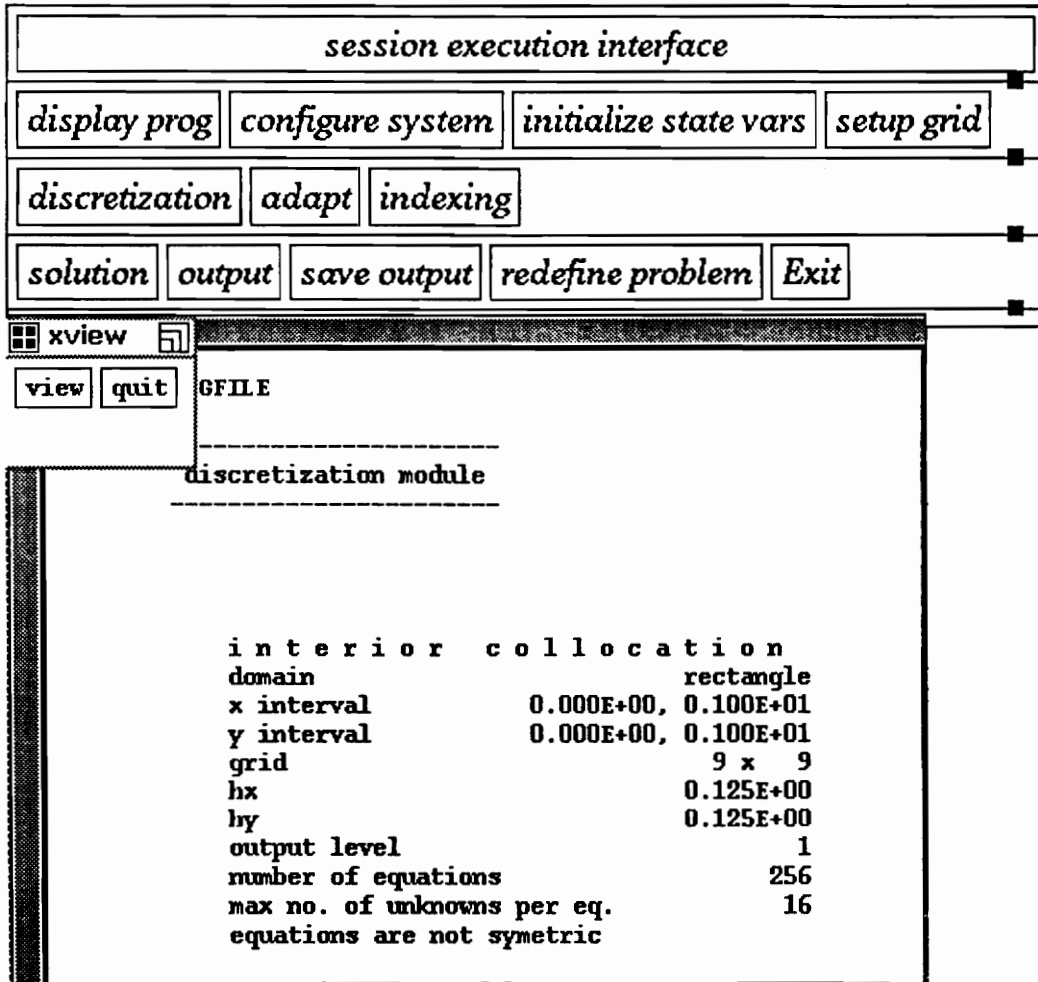 session execution interface
display prog configure system initialize state vars setup grid
discretization adapt indexing
solution output save output redefine problem Exit
xview
view quit GFILE
---------------------
discretization module
-----------------------
i n t e r i o r c o l l o c a t i o n
domain rectangle
x interval 0.000E+00, 0.100E+01
y interval 0.000E+00, 0.100E+01
grid 9 x 9
hx 0.125E+00
hy 0.125E+00
output level 1
number of equations 256
max no. of unknowns per eq. 16
equations are not symetric